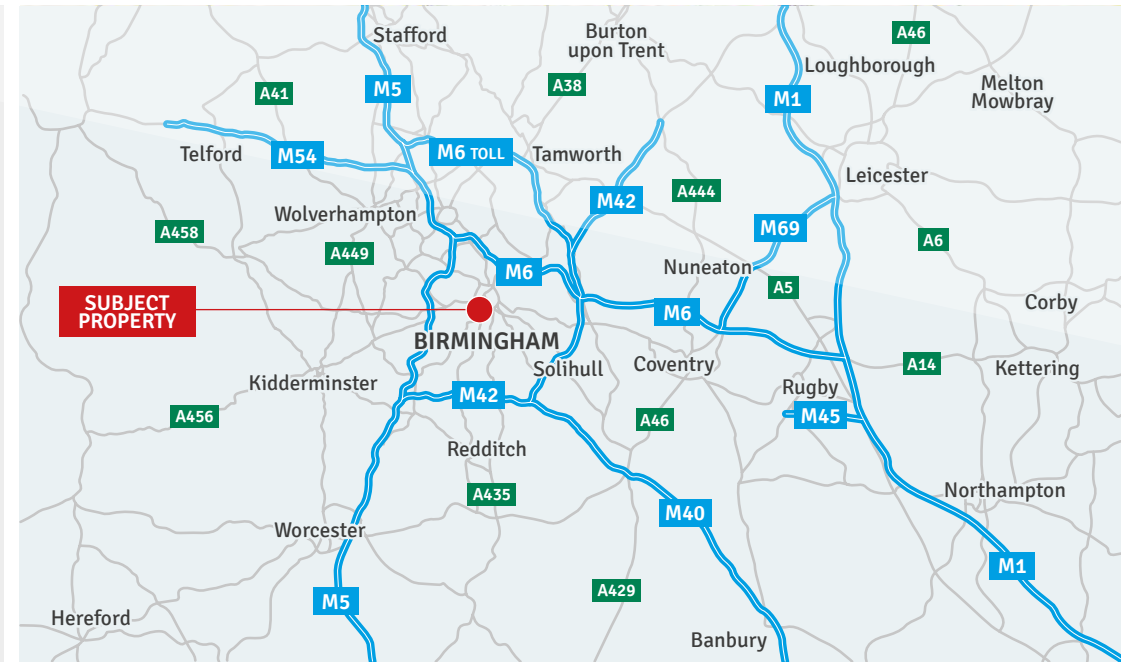 Stafford
Burton
upon Trent
A46
Loughborough
Melton
Mowbray
A41
M5
A38
M1
Telford
M54
M6 TOLL
Tamworth
Leicester
M42
A444
Wolverhampton
M69
A458
A449
A6
M6
Nuneaton
A5
SUBJECT
PROPERTY
M6
Corby
BIRMINGHAM
Solihull
Coventry
A14
Kettering
Kidderminster
M42
Rugby
A456
A46
M45
Redditch
A435
Northampton
Worcester
M40
M1
M5
A429
Hereford
Banbury